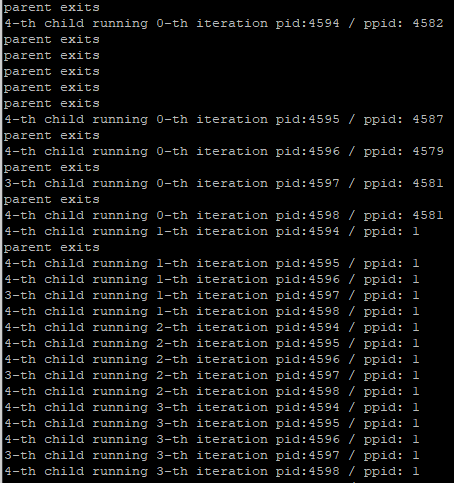 parent exits
4-th child running 0-th iteration pid:4594 / ppid: 4582
parent exits
parent exits
parent exits
parent exits
parent exits
4-th child running 0-th iteration pid:4595 / ppid: 4587
parent exits
4-th child running 0-th iteration pid:4596 / ppid: 4579
parent exits
3-th child running 0-th iteration pid:4597 / ppid: 4581
parent exits
4-th child running 0-th iteration pid:4598 / ppid: 4581
4-th child running 1-th iteration pid:4594 / ppid: 1
parent exits
4-th child running 1-th iteration pid:4595 / ppid: 1
4-th child running 1-th iteration pid:4596 / ppid: 1
3-th child running 1-th iteration pid:4597 / ppid: 1
4-th child running 1-th iteration pid:4598 / ppid: 1
4-th child running 2-th iteration pid:4594 / ppid: 1
4-th child running 2-th iteration pid:4595 / ppid: 1
4-th child running 2-th iteration pid:4596 / ppid: 1
3-th child running 2-th iteration pid:4597 / ppid: 1
4-th child running 2-th iteration pid:4598 / ppid: 1
4-th child running 3-th iteration pid:4594 / ppid: 1
4-th child running 3-th iteration pid:4595 / ppid: 1
4-th child running 3-th iteration pid:4596 / ppid: 1
3-th child running 3-th iteration pid:4597 / ppid: 1
4-th child running 3-th iteration pid:4598 / ppid: 1